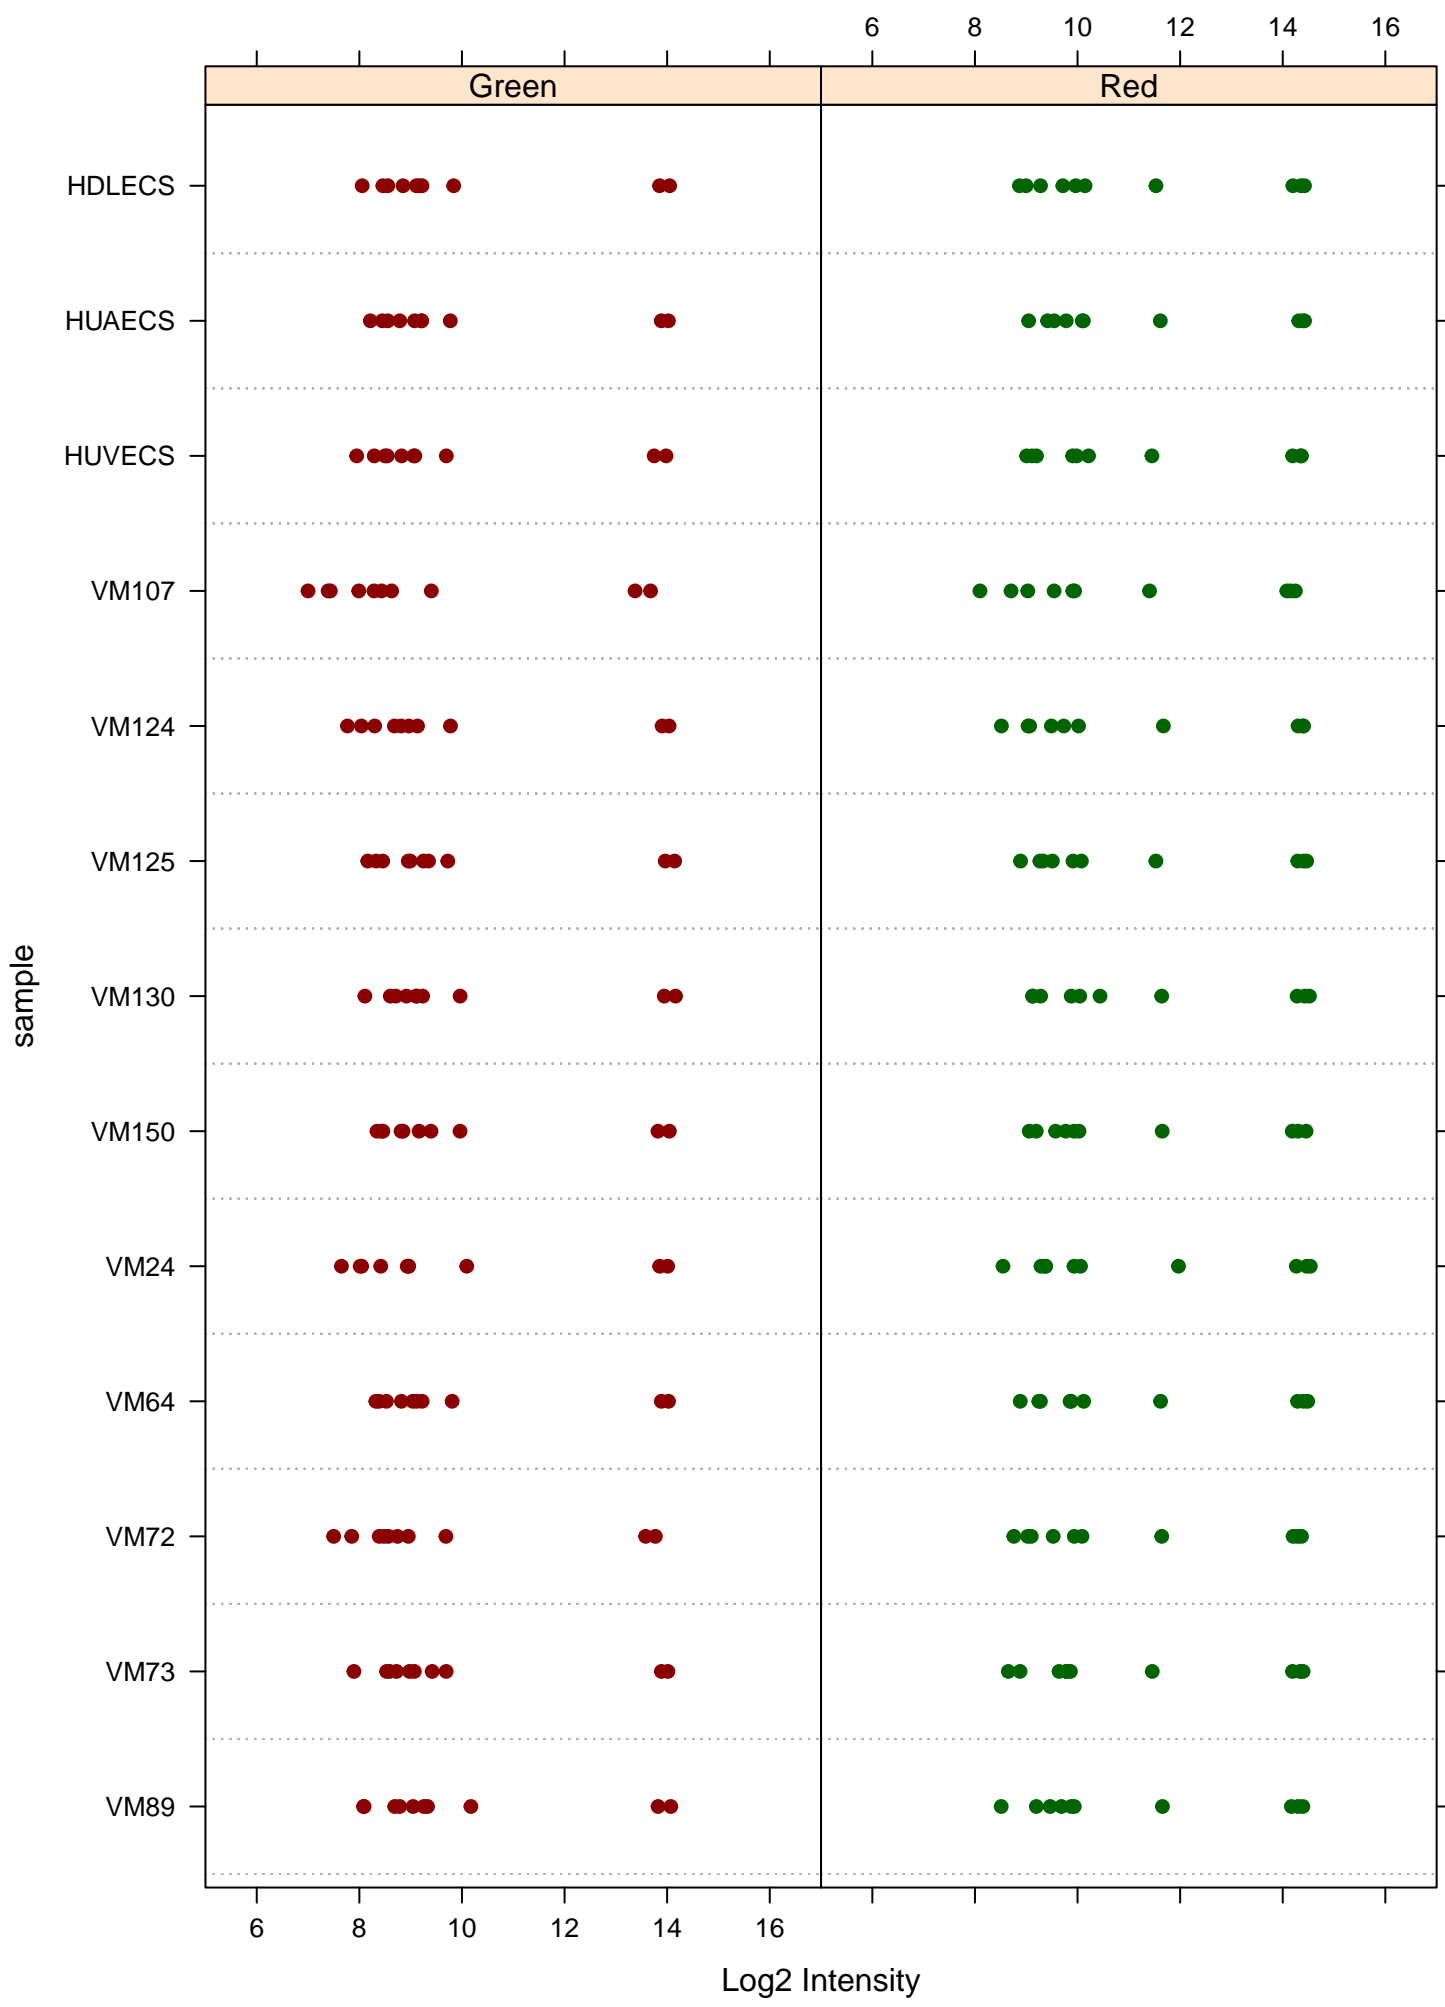 6 8 10 12 14 16
Green Red
HDLECS
HUAECS
HUVECS
VM107
VM124
VM125
VM130
VM150
VM24
VM64
VM72
VM73
VM89
sample
6 8 10 12 14 16
Log2 Intensity